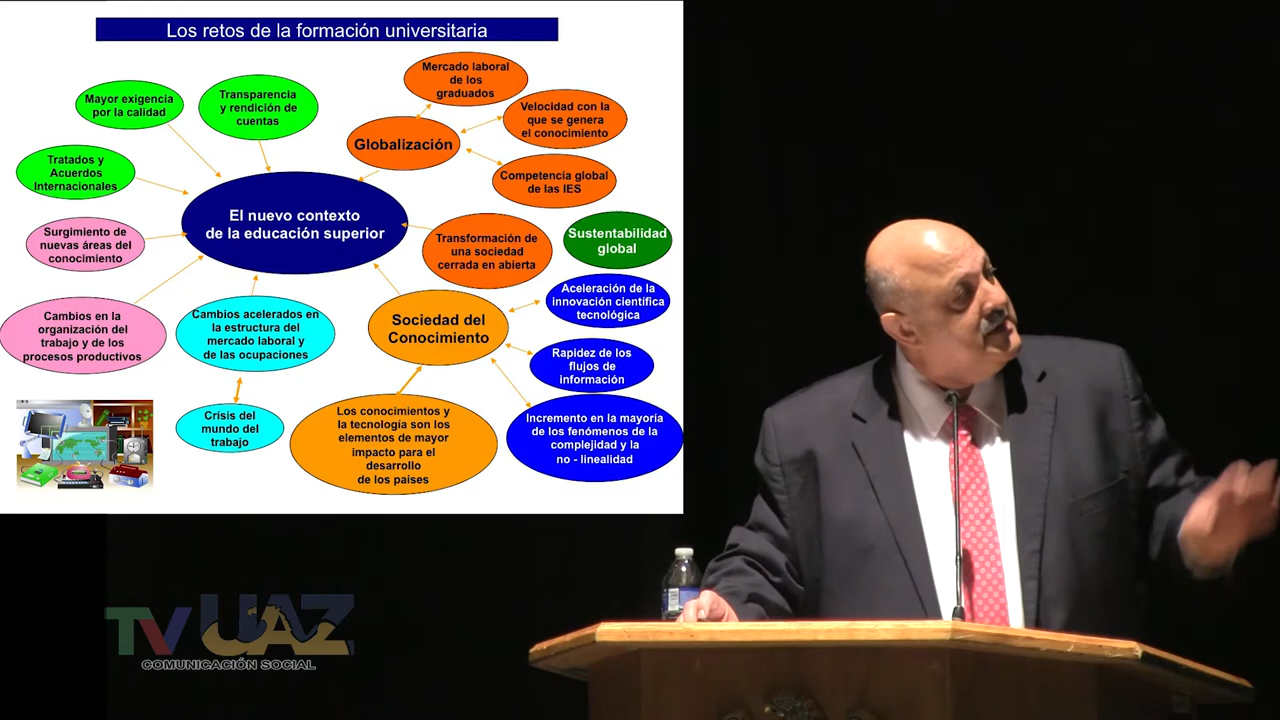 Los retos de la formación universitaria
Mercado laboral
de los
graduados
Mayor exigencia
por la calidad
Transparencia
y rendición de
cuentas
Velocidad con la
que se genera
el conocimiento
Globalización
Tratados y
Acuerdos
Internacionales
Competencia global
de las IES
El nuevo contexto
de la educación superior
Surgimiento de
nuevas áreas del
conocimiento
Transformación de
una sociedad
cerrada en abierta
Sustentabilidad
global
Aceleración de la
innovación científica
tecnológica
Cambios en la
organización del
trabajo y de los
procesos productivos
Cambios acelerados en
la estructura del
mercado laboral y
de las ocupaciones
Sociedad del
Conocimiento
Rapidez de los
flujos de
información
Crisis del
mundo del
trabajo
Los conocimientos y
la tecnología son los
elementos de mayor
impacto para el
desarrollo
de los países
Incremento en la mayoría
de los fenómenos de la
complejidad y la
no - linealidad
TV UAZ
COMUNICACIÓN SOCIAL